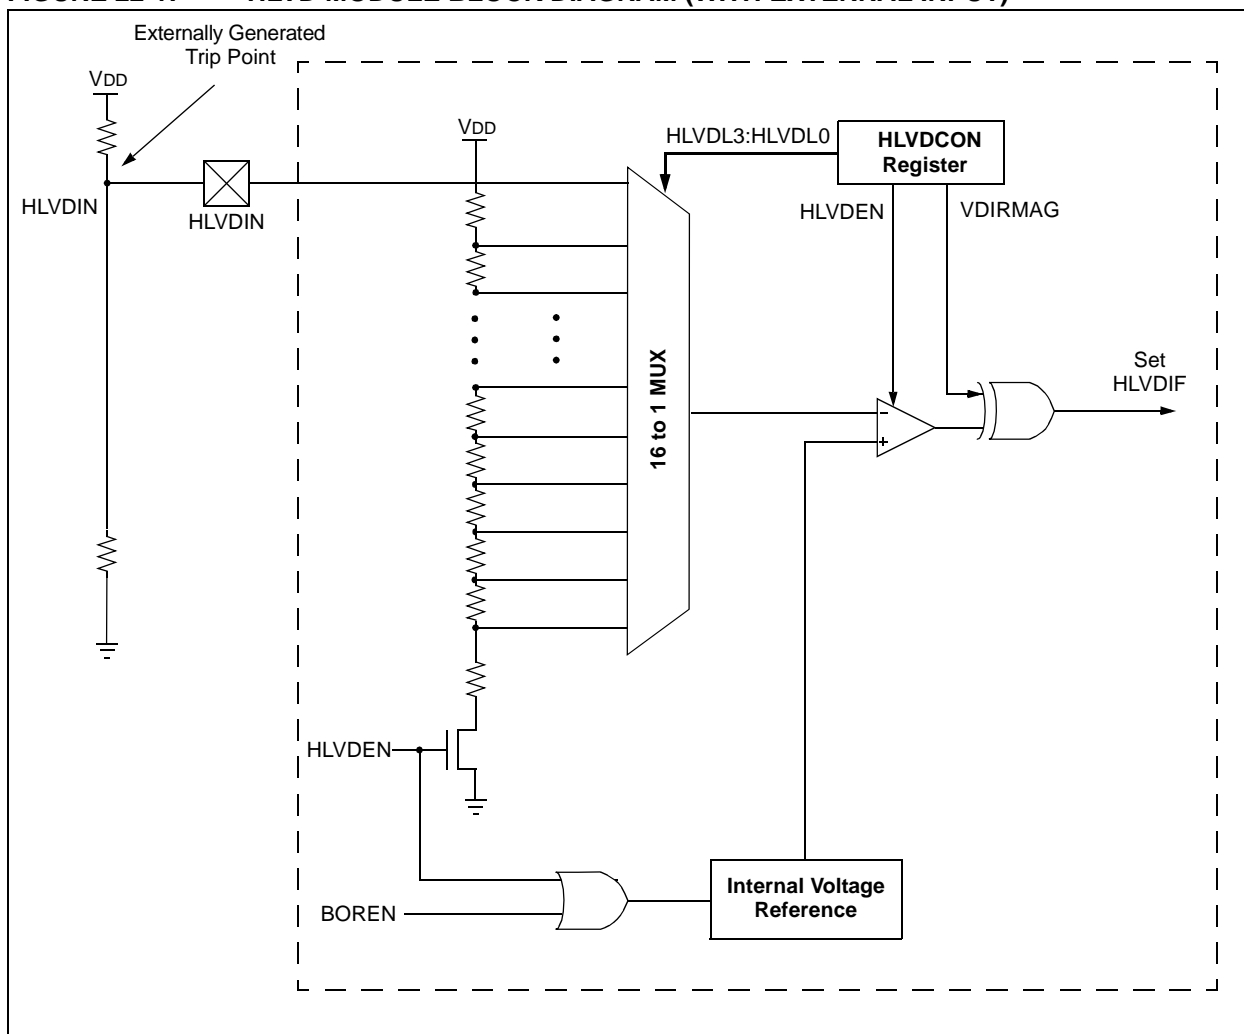 Externally Generated
Trip Point
VDD
HLVDIN
HLVDIN
VDD
HLVDL3:HLVDL0
HLVDCON
Register
HLVDEN
VDIRMAG
16 to 1 MUX
–
+
Set
HLVDIF
HLVDEN
BOREN
Internal Voltage
Reference